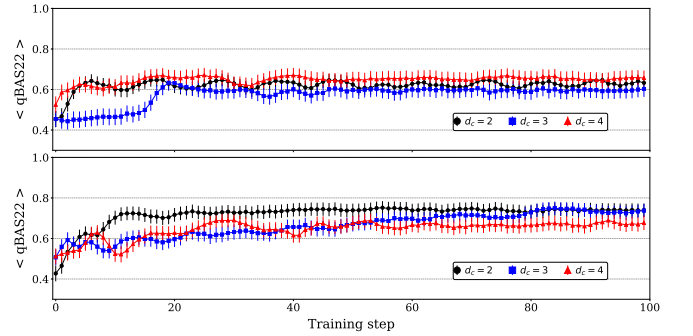 1.0
0.8
0.6
0.4
< qBAS22 >
d_c = 2 d_c = 3 d_c = 4
1.0
0.8
0.6
0.4
< qBAS22 >
d_c = 2 d_c = 3 d_c = 4
0 20 40 60 80 100
Training step